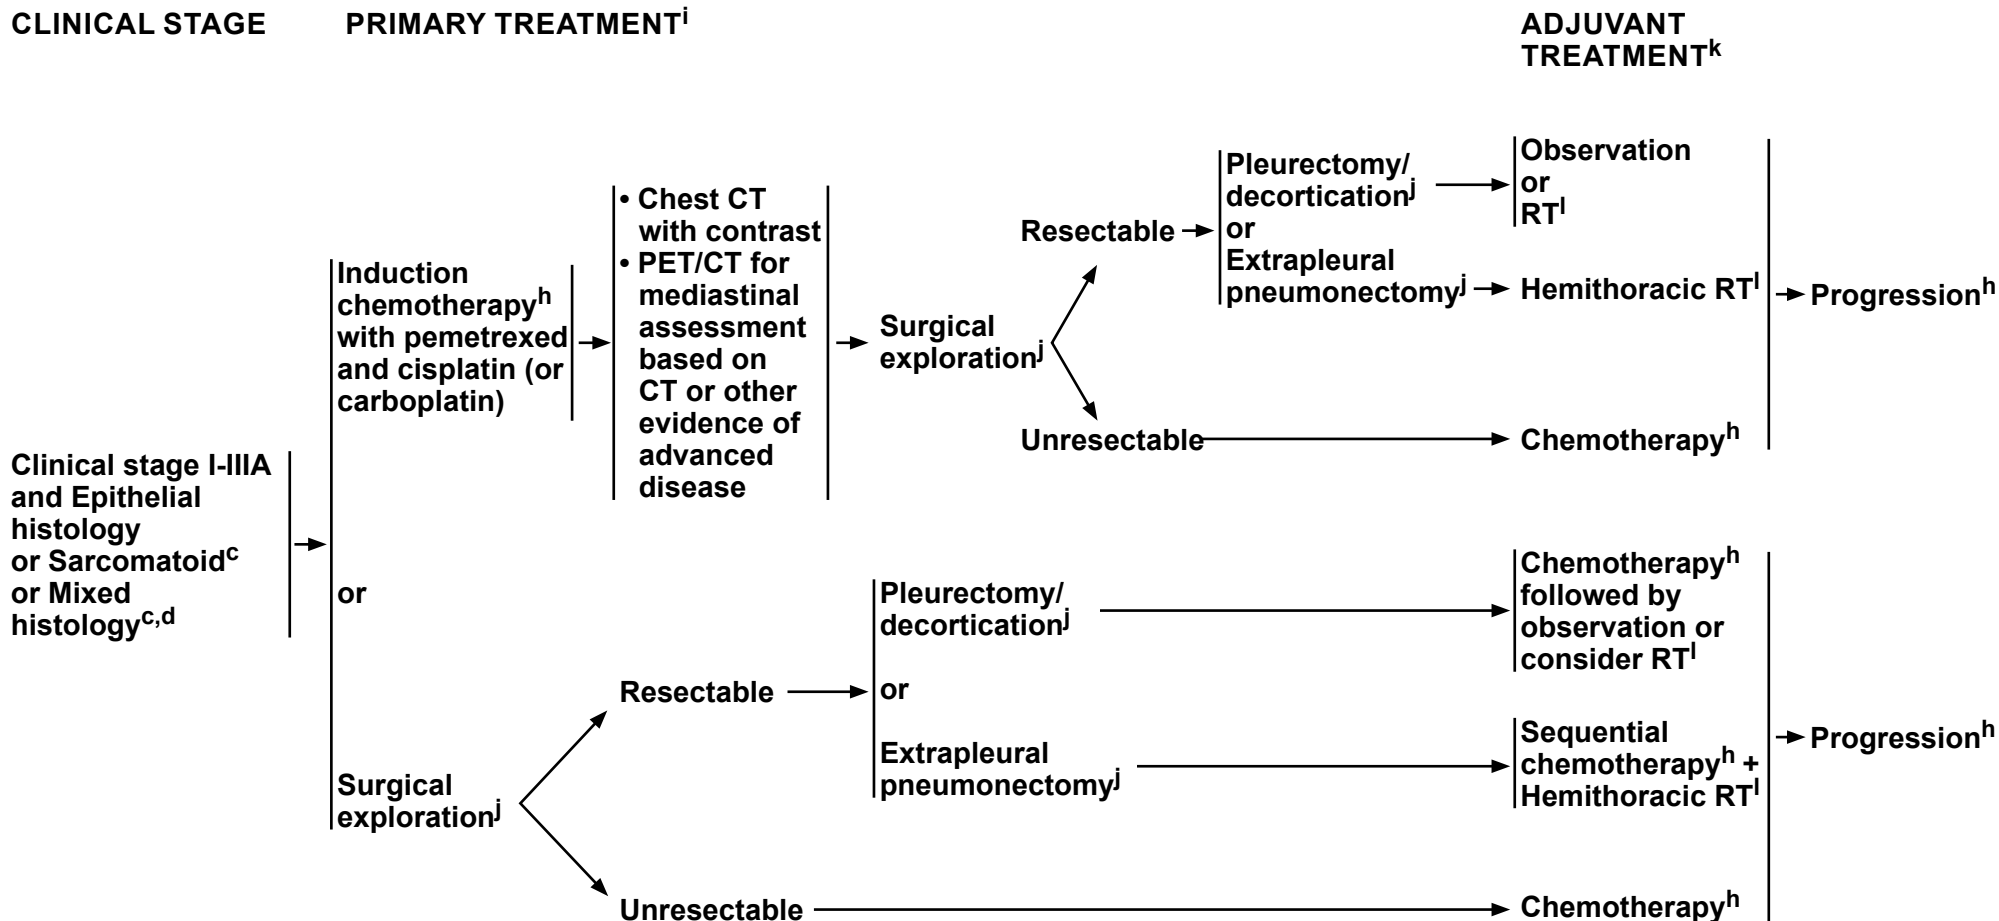 CLINICAL STAGE
PRIMARY TREATMENTⁱ
ADJUVANT
TREATMENTᵏ
Clinical stage I-IIIA
and Epithelial
histology
or Sarcomatoidᶜ
or Mixed
histologyᶜ,ᵈ
Induction
chemotherapyʰ
with pemetrexed
and cisplatin (or
carboplatin)
• Chest CT
with contrast
• PET/CT for
mediastinal
assessment
based on
CT or other
evidence of
advanced
disease
Surgical
explorationʲ
Resectable
Pleurectomy/
decorticationʲ
or
Extrapleural
pneumonectomyʲ
Observation
or
RTˡ
Hemithoracic RTˡ
Unresectable
Chemotherapyʰ
Progressionʰ
or
Surgical
explorationʲ
Resectable
Pleurectomy/
decorticationʲ
or
Extrapleural
pneumonectomyʲ
Chemotherapyʰ
followed by
observation or
consider RTˡ
Sequential
chemotherapyʰ +
Hemithoracic RTˡ
Unresectable
Chemotherapyʰ
Progressionʰ